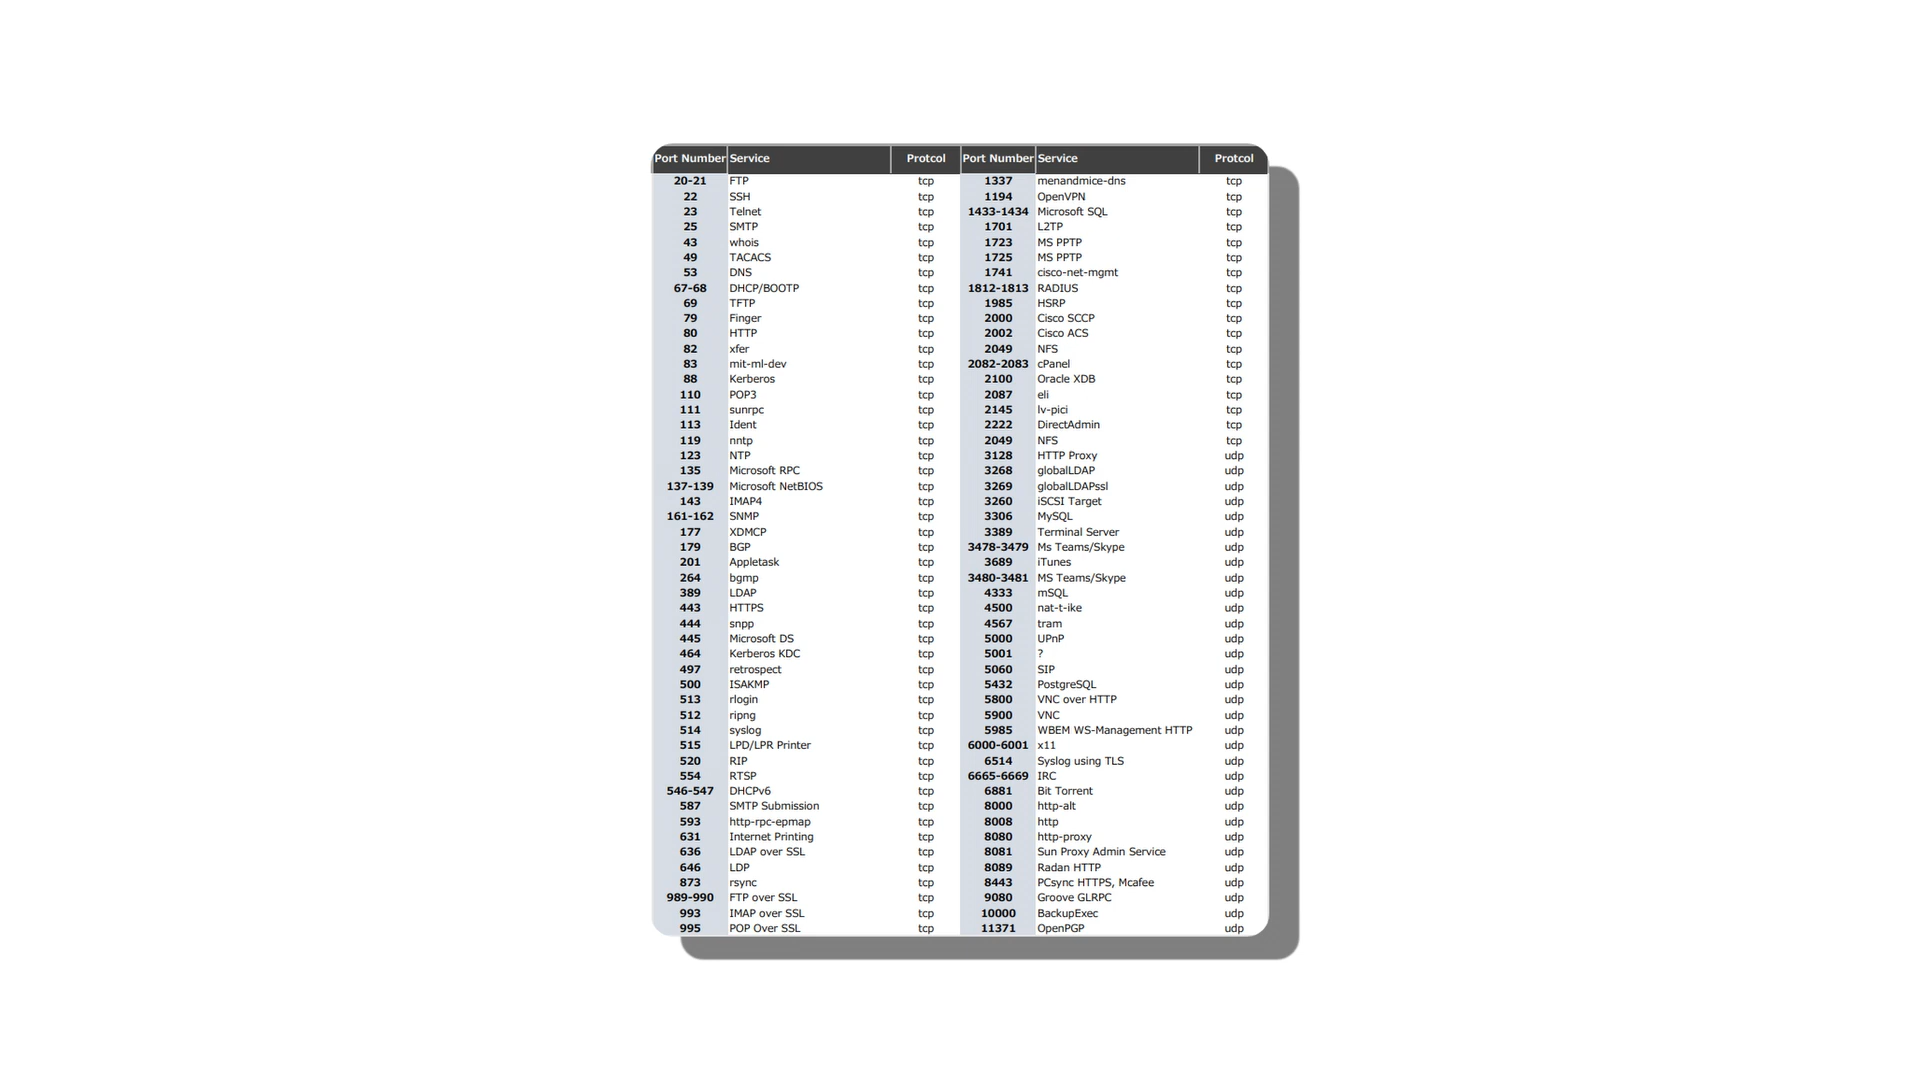 Port Number Service Protcol Port Number Service Protcol
20-21 FTP tcp 1337 menandmice-dns tcp
22 SSH tcp 1194 OpenVPN tcp
23 Telnet tcp 1433-1434 Microsoft SQL tcp
25 SMTP tcp 1701 L2TP tcp
43 whois tcp 1723 MS PPTP tcp
49 TACACS tcp 1725 MS PPTP tcp
53 DNS tcp 1741 cisco-net-mgmt tcp
67-68 DHCP/BOOTP tcp 1812-1813 RADIUS tcp
69 TFTP tcp 1985 HSRP tcp
79 Finger tcp 2000 Cisco SCCP tcp
80 HTTP tcp 2002 Cisco ACS tcp
82 xfer tcp 2049 NFS tcp
83 mit-ml-dev tcp 2082-2083 cPanel tcp
88 Kerberos tcp 2100 Oracle XDB tcp
110 POP3 tcp 2087 eli tcp
111 sunrpc tcp 2145 lv-pici tcp
113 Ident tcp 2222 DirectAdmin tcp
119 nntp tcp 2049 NFS tcp
123 NTP tcp 3128 HTTP Proxy udp
135 Microsoft RPC tcp 3268 globalLDAP udp
137-139 Microsoft NetBIOS tcp 3269 globalLDAPssl udp
143 IMAP4 tcp 3260 iSCSI Target udp
161-162 SNMP tcp 3306 MySQL udp
177 XDMCP tcp 3389 Terminal Server udp
179 BGP tcp 3478-3479 Ms Teams/Skype udp
201 Appletask tcp 3689 iTunes udp
264 bgmp tcp 3480-3481 MS Teams/Skype udp
389 LDAP tcp 4333 mSQL udp
443 HTTPS tcp 4500 nat-t-ike udp
444 snpp tcp 4567 tram udp
445 Microsoft DS tcp 5000 UPnP udp
464 Kerberos KDC tcp 5001 ? udp
497 retrospect tcp 5060 SIP udp
500 ISAKMP tcp 5432 PostgreSQL udp
513 rlogin tcp 5800 VNC over HTTP udp
512 ripng tcp 5900 VNC udp
514 syslog tcp 5985 WBEM WS-Management HTTP udp
515 LPD/LPR Printer tcp 6000-6001 x11 udp
520 RIP tcp 6514 Syslog using TLS udp
554 RTSP tcp 6665-6669 IRC udp
546-547 DHCPv6 tcp 6881 Bit Torrent udp
587 SMTP Submission tcp 8000 http-alt udp
593 http-rpc-epmap tcp 8008 http udp
631 Internet Printing tcp 8080 http-proxy udp
636 LDAP over SSL tcp 8081 Sun Proxy Admin Service udp
646 LDP tcp 8089 Radan HTTP udp
873 rsync tcp 8443 PCsync HTTPS, Mcafee udp
989-990 FTP over SSL tcp 9080 Groove GLRPC udp
993 IMAP over SSL tcp 10000 BackupExec udp
995 POP Over SSL tcp 11371 OpenPGP udp